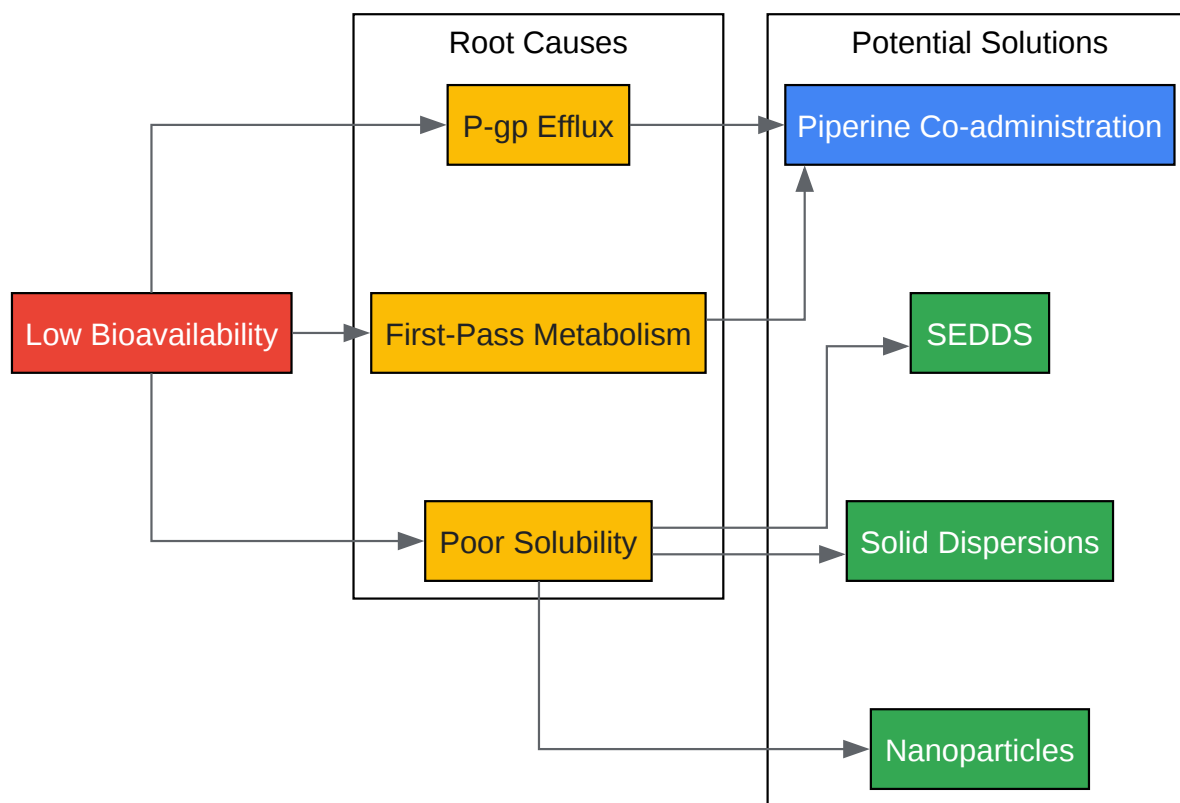 Root Causes
Potential Solutions
P-gp Efflux
Piperine Co-administration
Low Bioavailability
First-Pass Metabolism
SEDDS
Poor Solubility
Solid Dispersions
Nanoparticles